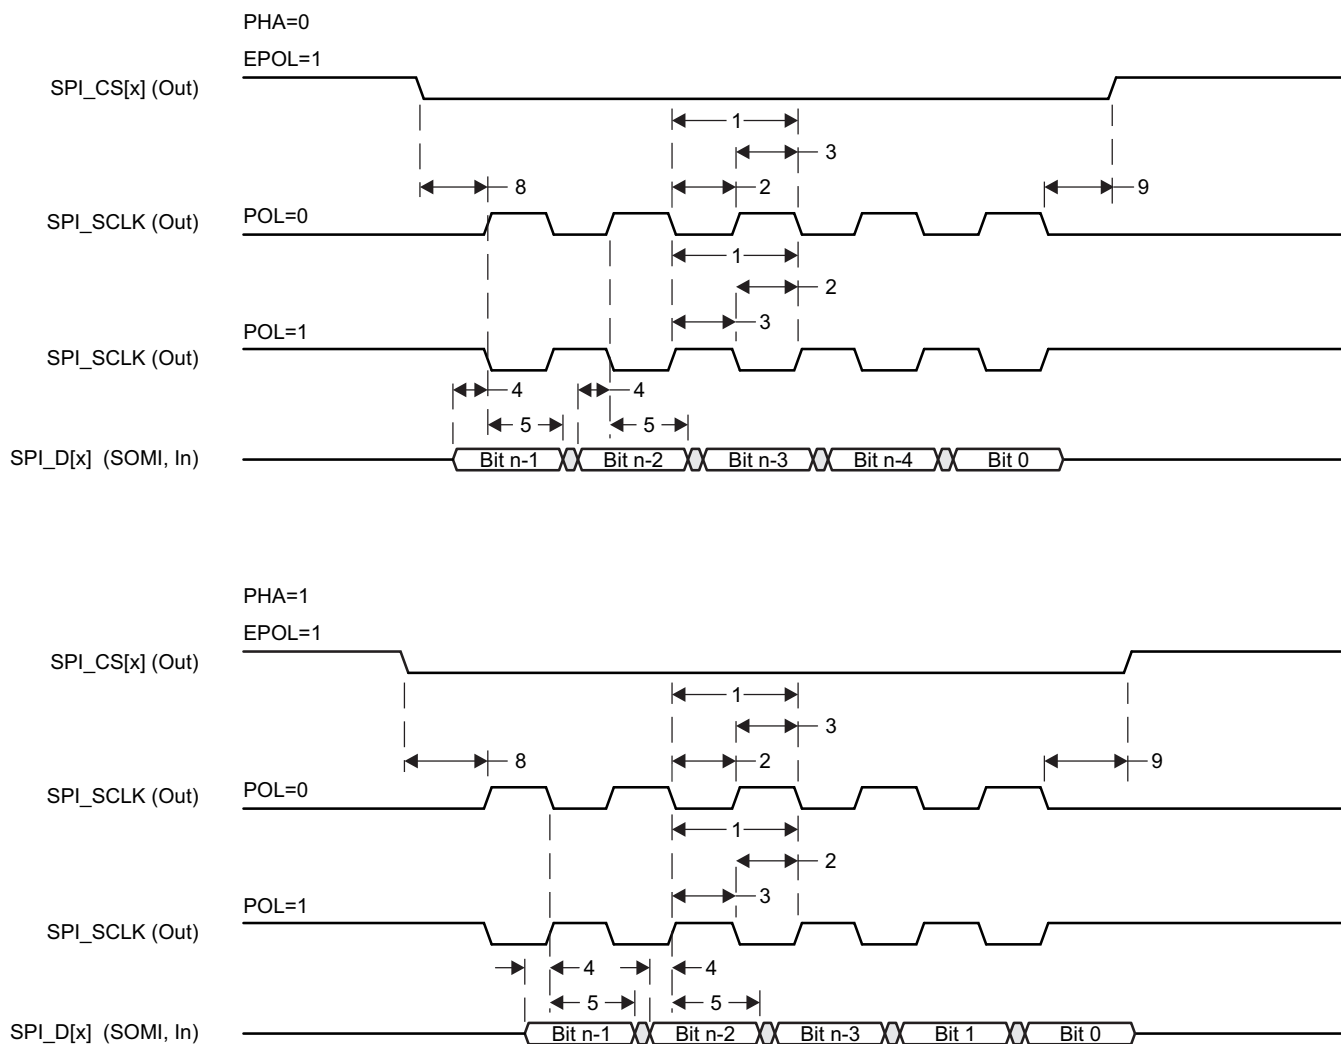 PHA=0
EPOL=1
SPI_CS[x] (Out)
1
3
8
2
9
SPI_SCLK (Out)
POL=0
1
2
3
POL=1
SPI_SCLK (Out)
4
4
5
5
SPI_D[x] (SOMI, In)
Bit n-1
Bit n-2
Bit n-3
Bit n-4
Bit 0
PHA=1
EPOL=1
SPI_CS[x] (Out)
1
3
8
2
9
SPI_SCLK (Out)
POL=0
1
2
3
POL=1
SPI_SCLK (Out)
4
4
5
5
SPI_D[x] (SOMI, In)
Bit n-1
Bit n-2
Bit n-3
Bit 1
Bit 0